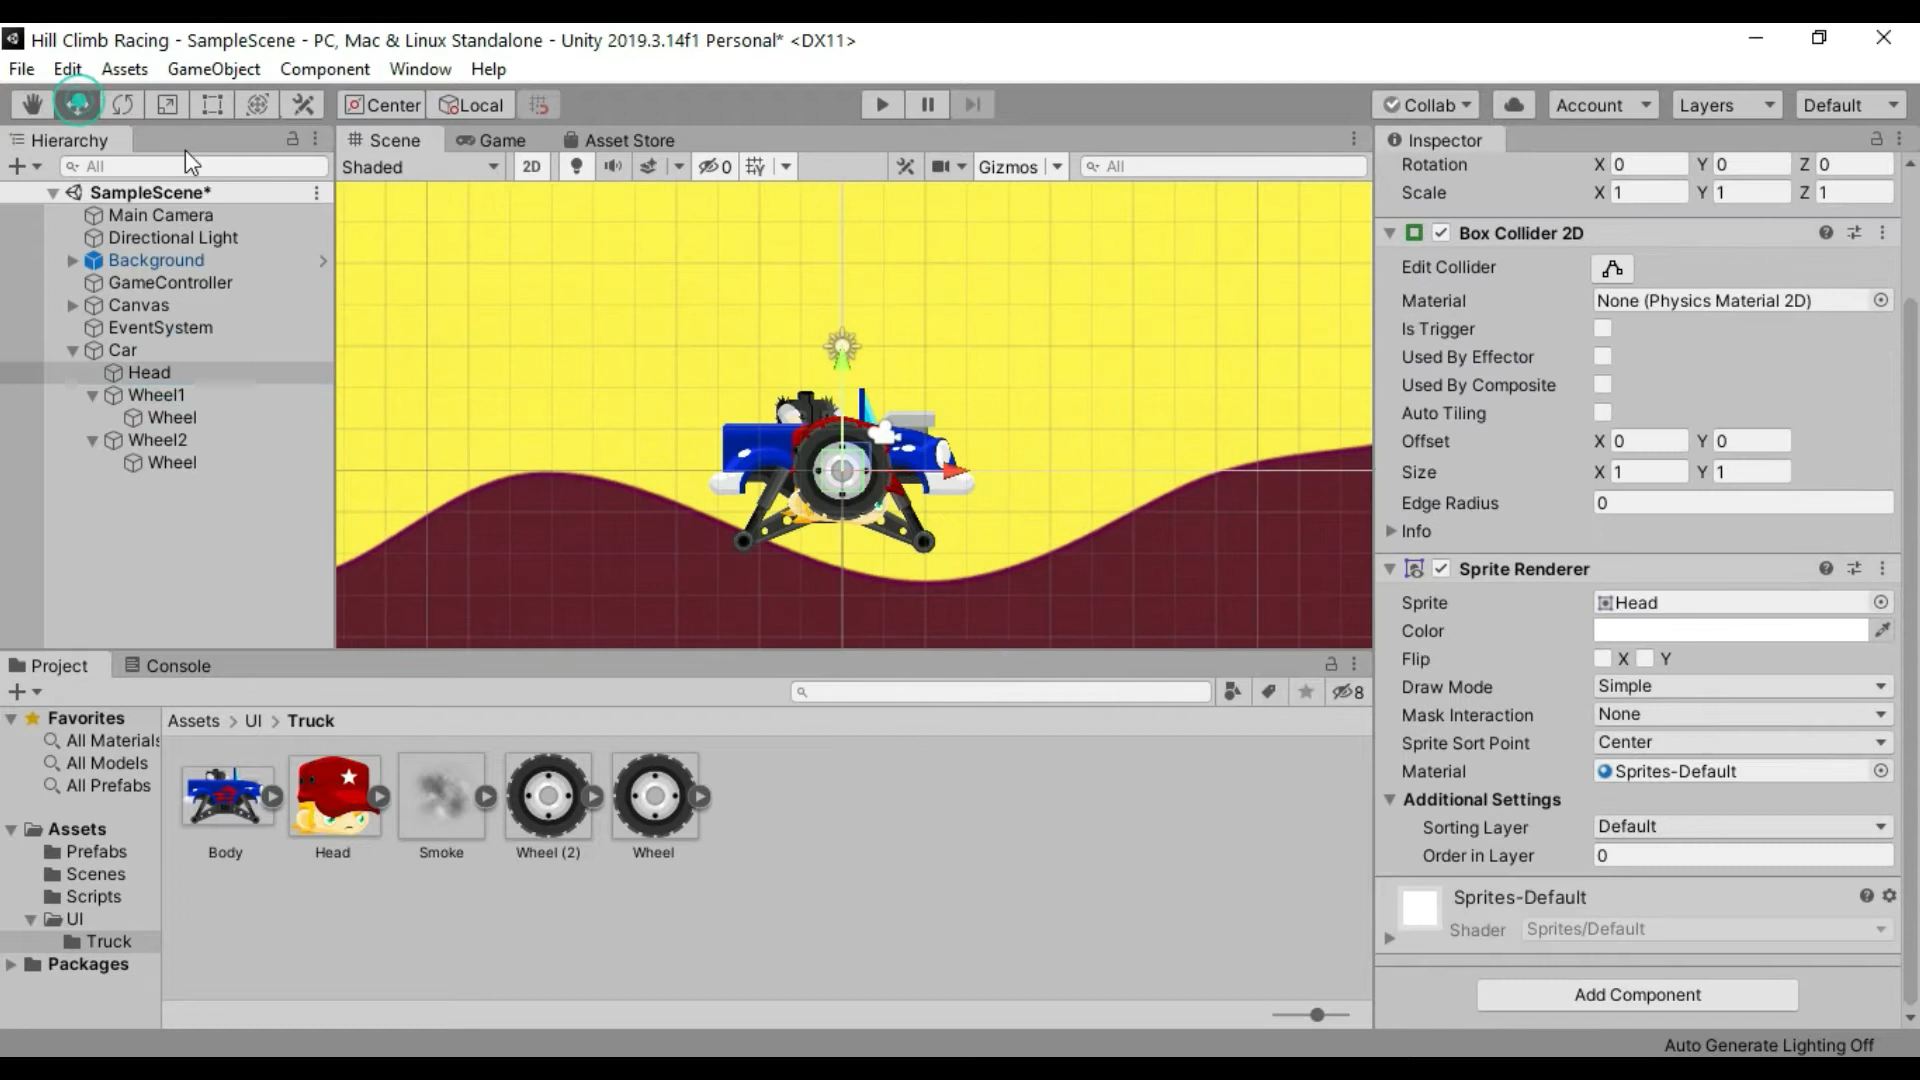 Hill Climb Racing - SampleScene - PC, Mac & Linux Standalone - Unity 2019.3.14f1 Personal* <DX11>
File Edit Assets GameObject Component Window Help
Center Local Collab Account Layers Default
Hierarchy
All
SampleScene*
Main Camera
Directional Light
Background
GameController
Canvas
EventSystem
Car
Head
Wheel1
Wheel
Wheel2
Wheel
Scene Game Asset Store
Shaded 2D 0 Gizmos All
Inspector
Rotation X 0 Y 0 Z 0
Scale X 1 Y 1 Z 1
Box Collider 2D
Edit Collider
Material None (Physics Material 2D)
Is Trigger
Used By Effector
Used By Composite
Auto Tiling
Offset X 0 Y 0
Size X 1 Y 1
Edge Radius 0
Info
Sprite Renderer
Sprite Head
Color
Flip X Y
Draw Mode Simple
Mask Interaction None
Sprite Sort Point Center
Material Sprites-Default
Additional Settings
Sorting Layer Default
Order in Layer 0
Sprites-Default
Shader Sprites/Default
Add Component
Project Console
8
Favorites
All Materials
All Models
All Prefabs
Assets
Prefabs
Scenes
Scripts
UI
Truck
Packages
Assets > UI > Truck
Body Head Smoke Wheel (2) Wheel
Auto Generate Lighting Off